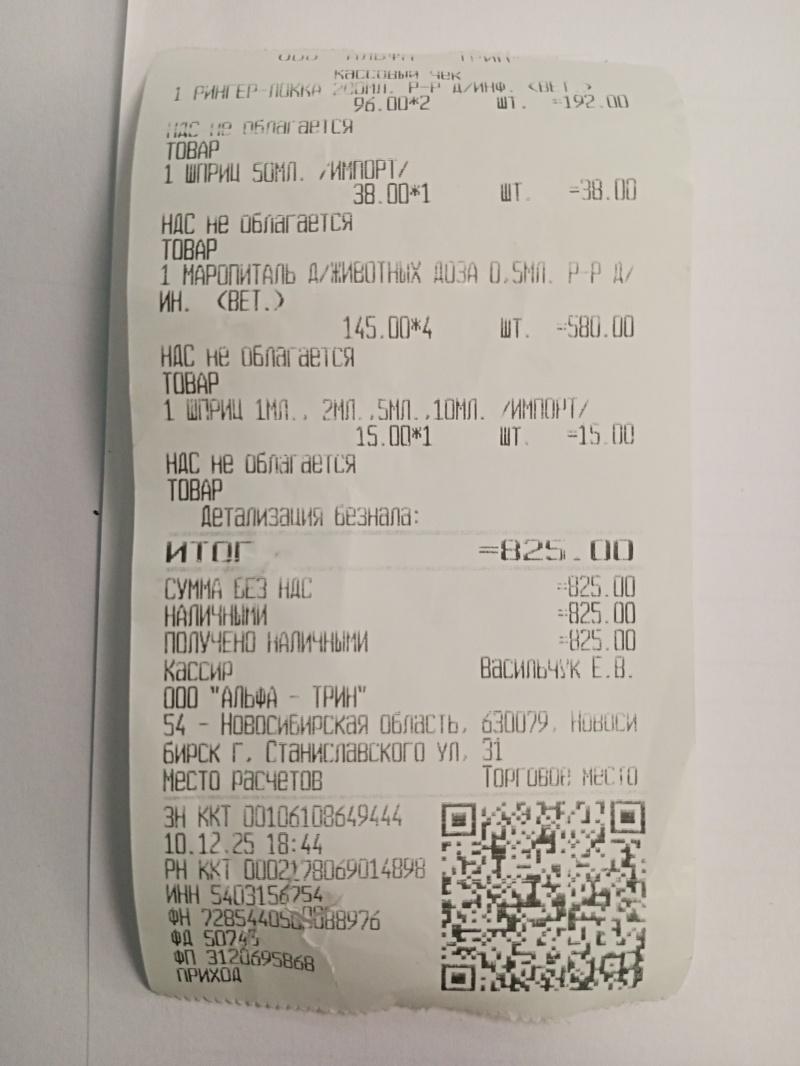 ООО АЛЬФА ТРИН
КАССОВЫЙ ЧЕК
1 РИНГЕР-ЛОККА 200МЛ. Р-Р Д/ИНФ. (ВЕТ.)
96.00*2 ШТ. =192.00
НДС не облагается
ТОВАР
1 ШПРИЦ 50МЛ. /ИМПОРТ/
38.00*1 ШТ. =38.00
НДС не облагается
ТОВАР
1 МАРОПИТАЛЬ Д/ЖИВОТНЫХ ДОЗА 0,5МЛ. Р-Р Д/
ИН. (ВЕТ.)
145.00*4 ШТ. =580.00
НДС не облагается
ТОВАР
1 ШПРИЦ 1МЛ., 2МЛ.,5МЛ.,10МЛ. /ИМПОРТ/
15.00*1 ШТ. =15.00
НДС не облагается
ТОВАР
Детализация безнала:
ИТОГ =825.00
СУММА БЕЗ НДС =825.00
НАЛИЧНЫМИ =825.00
ПОЛУЧЕНО НАЛИЧНЫМИ =825.00
Кассир Васильчук Е.В.
ООО "АЛЬФА - ТРИН"
54 - Новосибирская область, 630079, Новоси
бирск г, Станиславского ул, 31
Место расчетов Торговое место
ЗН ККТ 00106108649444
10.12.25 18:44
РН ККТ 0002178069014898
ИНН 5403156754
ФН
ФД 50745
ФП 3120695868
ПРИХОД